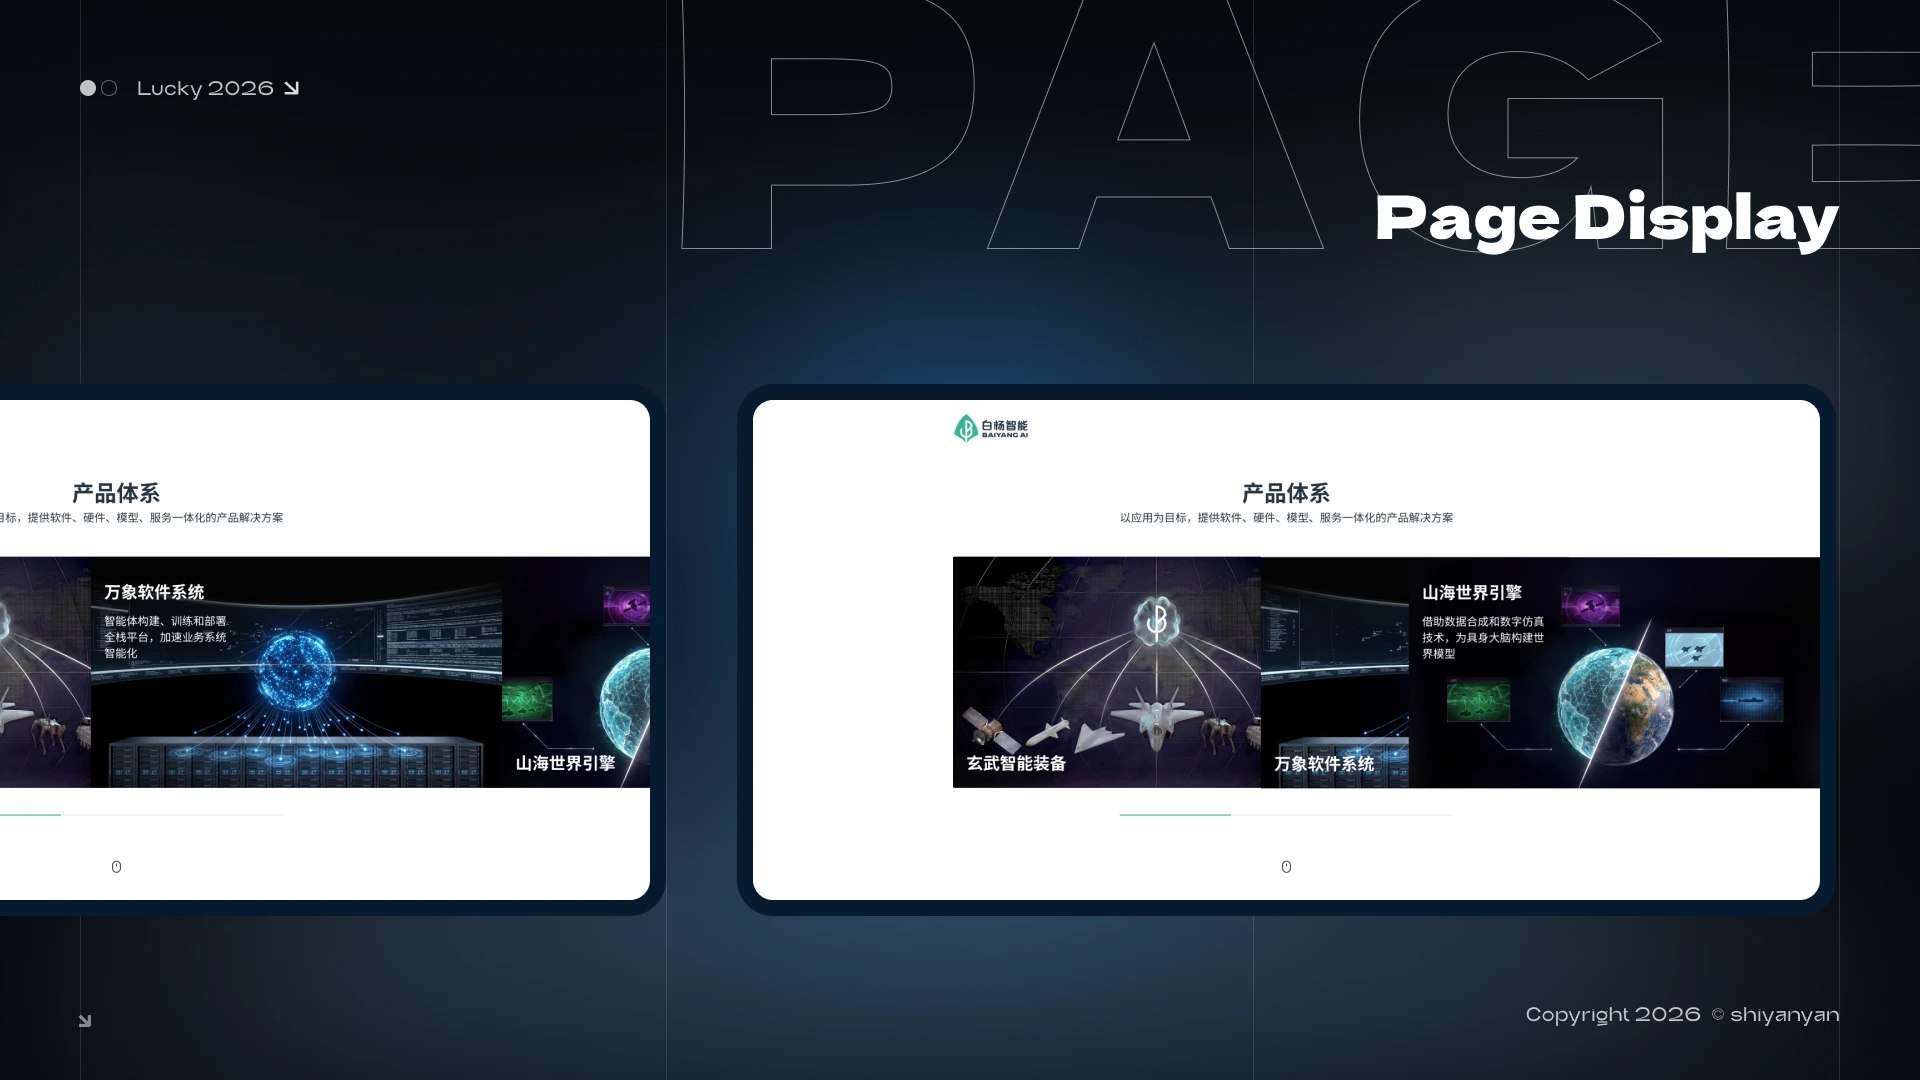 PAGE
Lucky 2026
Page Display
产品体系
目标，提供软件、硬件、模型、服务一体化的产品解决方案
万象软件系统
智能体构建、训练和部署
全栈平台，加速业务系统
智能化
山海世界引擎
白杨智能
BAIYANG AI
产品体系
以应用为目标，提供软件、硬件、模型、服务一体化的产品解决方案
玄武智能装备
万象软件系统
山海世界引擎
借助数据合成和数字仿真
技术，为具身大脑构建世
界模型
Copyright 2026 © shiyanyan